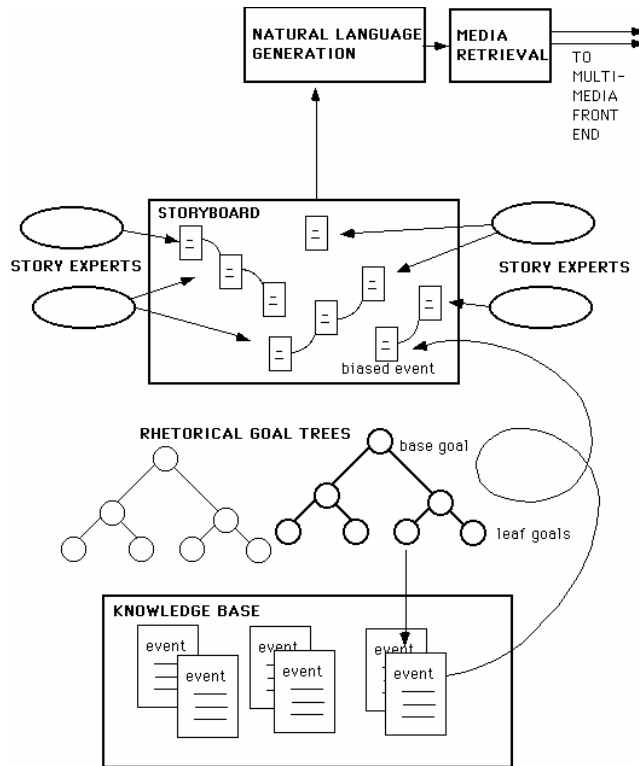 NATURAL LANGUAGE
GENERATION
MEDIA
RETRIEVAL
TO
MULTI-
MEDIA
FRONT
END
STORYBOARD
STORY EXPERTS
STORY EXPERTS
biased event
RHETORICAL GOAL TREES
base goal
leaf goals
KNOWLEDGE BASE
event
event
event
event
event
event